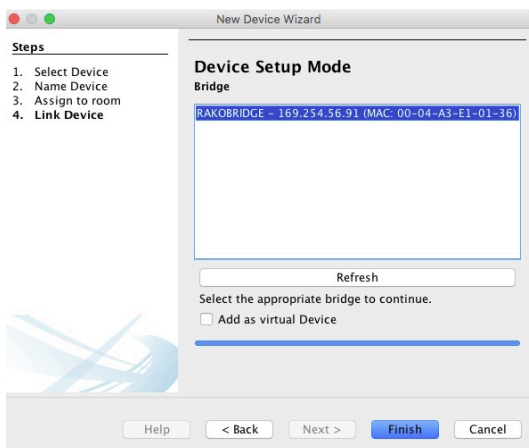 New Device Wizard
Steps
1. Select Device
2. Name Device
3. Assign to room
4. Link Device
Device Setup Mode
Bridge
RAKOBRIDGE – 169.254.56.91 (MAC: 00-04-A3-E1-01-36)
Refresh
Select the appropriate bridge to continue.
Add as virtual Device
Help
< Back
Next >
Finish
Cancel